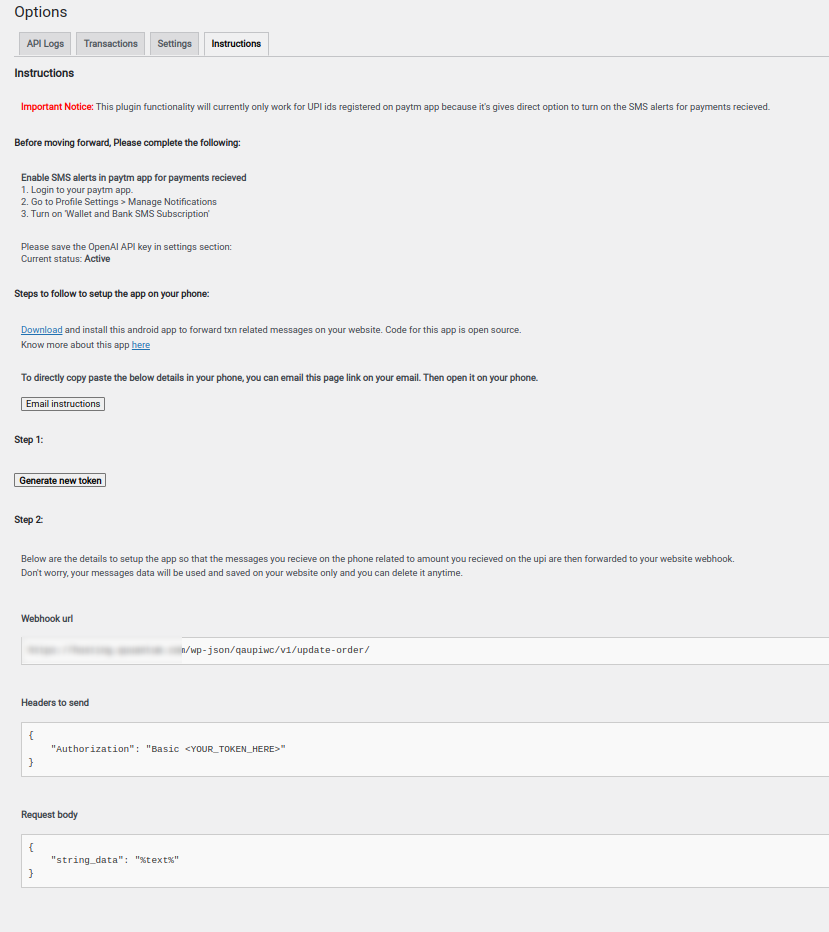 Options
API Logs
Transactions
Settings
Instructions
Instructions
Important Notice: This plugin functionality will currently only work for UPI ids registered on paytm app because it's gives direct option to turn on the SMS alerts for payments recieved.
Before moving forward, Please complete the following:
Enable SMS alerts in paytm app for payments recieved
1. Login to your paytm app.
2. Go to Profile Settings > Manage Notifications
3. Turn on 'Wallet and Bank SMS Subscription'
Please save the OpenAI API key in settings section:
Current status: Active
Steps to follow to setup the app on your phone:
Download and install this android app to forward txn related messages on your website. Code for this app is open source.
Know more about this app here
To directly copy paste the below details in your phone, you can email this page link on your email. Then open it on your phone.
Email instructions
Step 1:
Generate new token
Step 2:
Below are the details to setup the app so that the messages you recieve on the phone related to amount you recieved on the upi are then forwarded to your website webhook.
Don't worry, your messages data will be used and saved on your website only and you can delete it anytime.
Webhook url
/wp-json/qaupiwc/v1/update-order/
Headers to send
{
"Authorization": "Basic <YOUR_TOKEN_HERE>"
}
Request body
{
"string_data": "%text%"
}